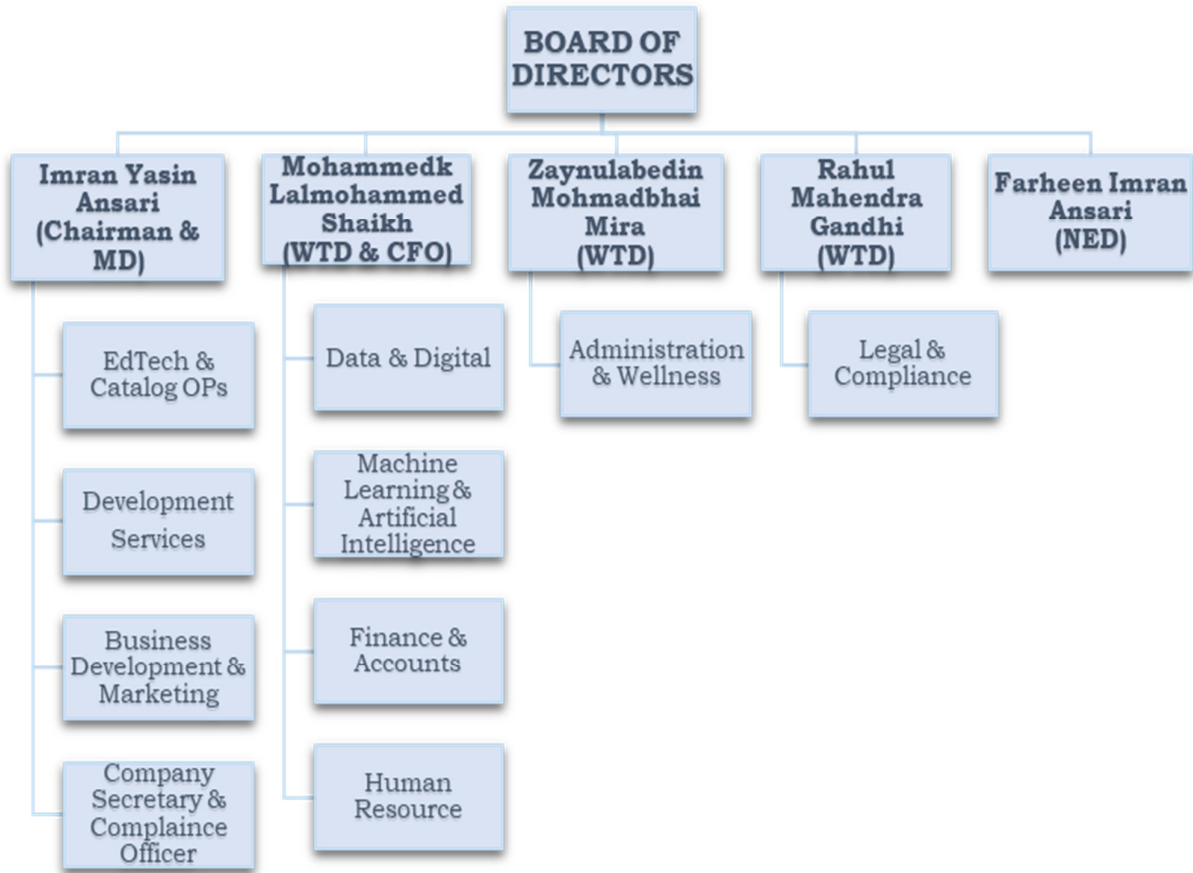 BOARD OF
DIRECTORS
Imran Yasin
Ansari
(Chairman &
MD)
Mohammedk
Lalmohammed
Shaikh
(WTD & CFO)
Zaynulabedin
Mohmadbhai
Mira
(WTD)
Rahul
Mahendra
Gandhi
(WTD)
Farheen Imran
Ansari
(NED)
EdTech &
Catalog OPs
Development
Services
Business
Development &
Marketing
Company
Secretary &
Complaince
Officer
Data & Digital
Machine
Learning &
Artificial
Intelligence
Finance &
Accounts
Human
Resource
Administration
& Wellness
Legal &
Compliance